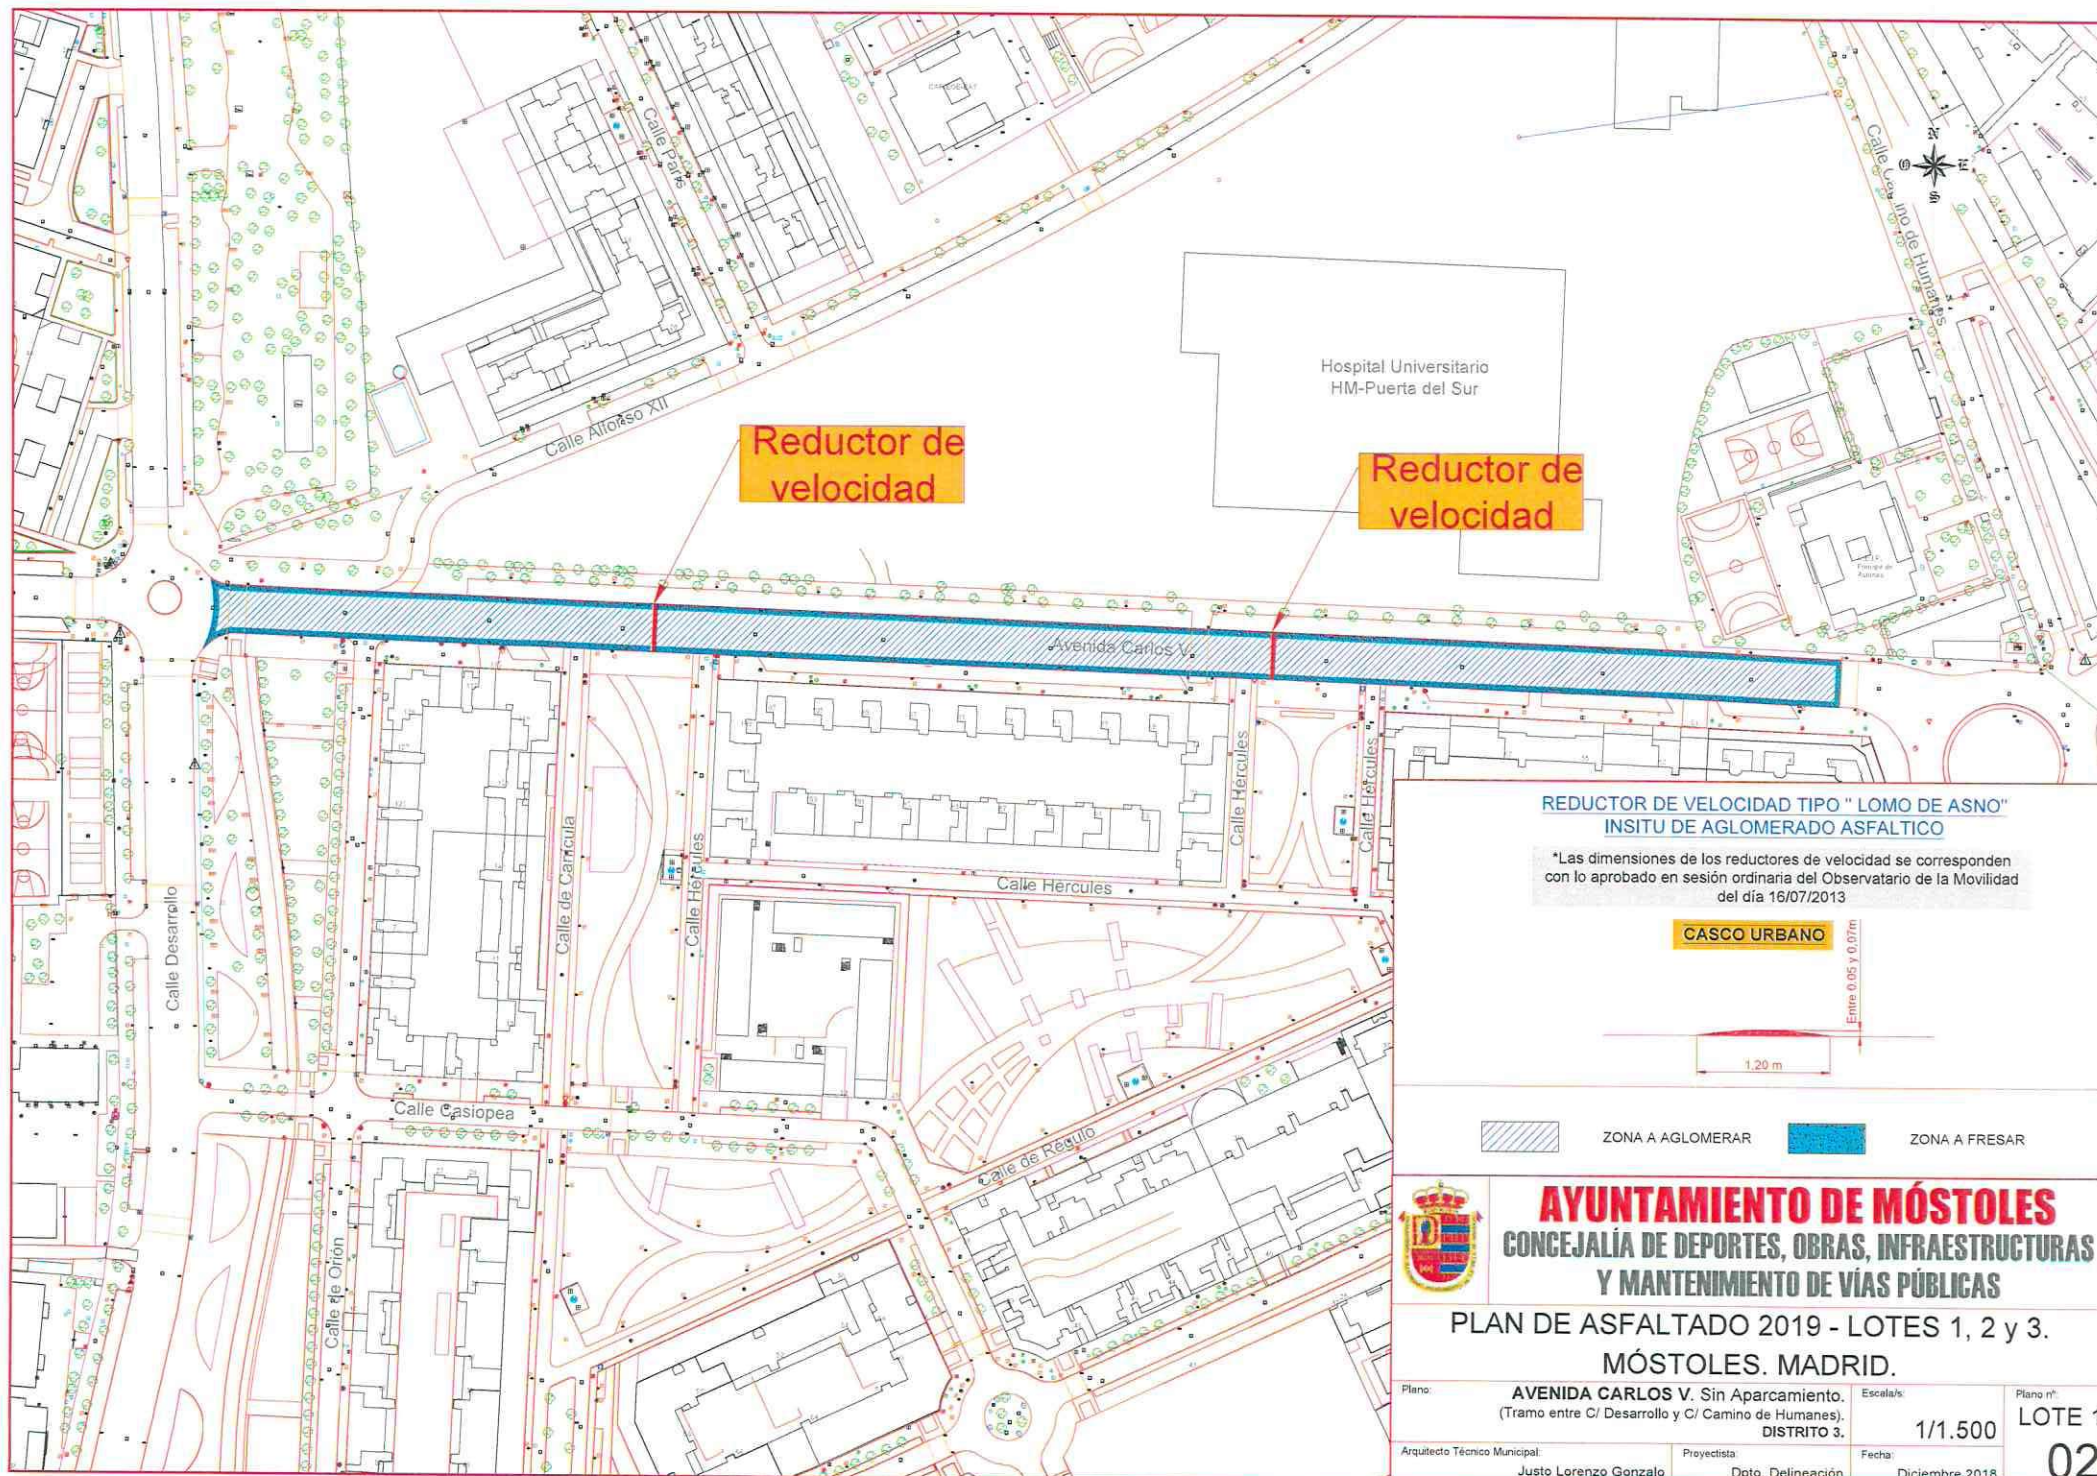 Calle París
Calle Alfonso XII
Reductor de
velocidad
Hospital Universitario
HM-Puerta del Sur
Reductor de
velocidad
N
E
S
Avenida Carlos V
Calle Desarrollo
Calle de Canícula
Calle Hércules
Calle Hércules
Calle Hércules
Calle Hércules
Calle Casiopea
Calle de Régulo
Calle de Orión
REDUCTOR DE VELOCIDAD TIPO " LOMO DE ASNO"
INSITU DE AGLOMERADO ASFALTICO
*Las dimensiones de los reductores de velocidad se corresponden
con lo aprobado en sesión ordinaria del Observatario de la Movilidad
del día 16/07/2013
CASCO URBANO
Entre 0,05 y 0,07m
1,20 m
ZONA A AGLOMERAR
ZONA A FRESAR
AYUNTAMIENTO DE MÓSTOLES
CONCEJALÍA DE DEPORTES, OBRAS, INFRAESTRUCTURAS
Y MANTENIMIENTO DE VÍAS PÚBLICAS
PLAN DE ASFALTADO 2019 - LOTES 1, 2 y 3.
MÓSTOLES. MADRID.
Plano:
AVENIDA CARLOS V. Sin Aparcamiento.
(Tramo entre C/ Desarrollo y C/ Camino de Humanes).
DISTRITO 3.
Escala/s:
1/1.500
Plano nº:
LOTE 1
02
Arquitecto Técnico Municipal:
Justo Lorenzo Gonzalo
Proyectista:
Dpto. Delineación
Fecha:
Diciembre 2018